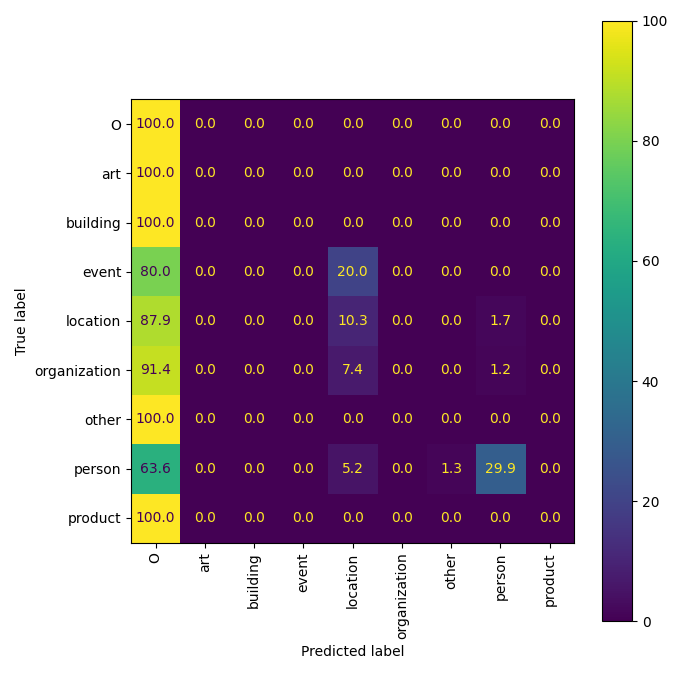 O 100.0 0.0 0.0 0.0 0.0 0.0 0.0 0.0 0.0
art 100.0 0.0 0.0 0.0 0.0 0.0 0.0 0.0 0.0
building 100.0 0.0 0.0 0.0 0.0 0.0 0.0 0.0 0.0
event 80.0 0.0 0.0 0.0 20.0 0.0 0.0 0.0 0.0
location 87.9 0.0 0.0 0.0 10.3 0.0 0.0 1.7 0.0
organization 91.4 0.0 0.0 0.0 7.4 0.0 0.0 1.2 0.0
other 100.0 0.0 0.0 0.0 0.0 0.0 0.0 0.0 0.0
person 63.6 0.0 0.0 0.0 5.2 0.0 1.3 29.9 0.0
product 100.0 0.0 0.0 0.0 0.0 0.0 0.0 0.0 0.0
True label
O art building event location organization other person product
Predicted label
100
80
60
40
20
0